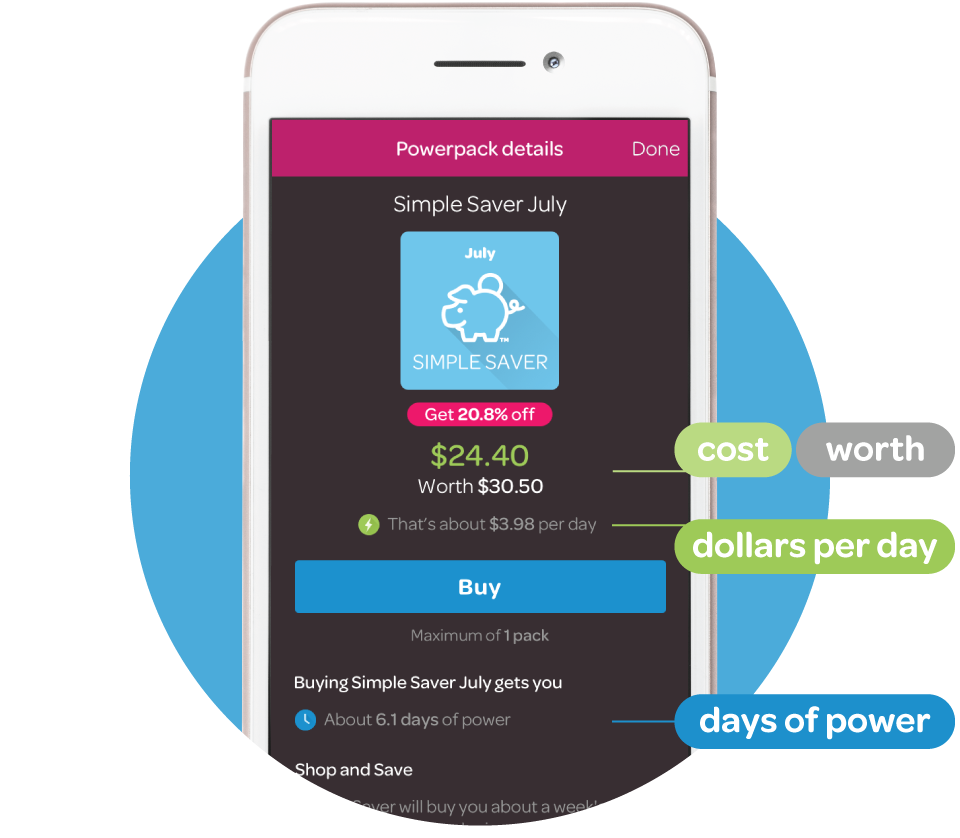 Powerpack details Done
Simple Saver July
July
SIMPLE SAVER
TM
Get 20.8% off
$24.40
Worth $30.50
cost worth
That's about $3.98 per day
dollars per day
Buy
Maximum of 1 pack
Buying Simple Saver July gets you
About 6.1 days of power
days of power
Shop and Save
Saver will buy you about a week